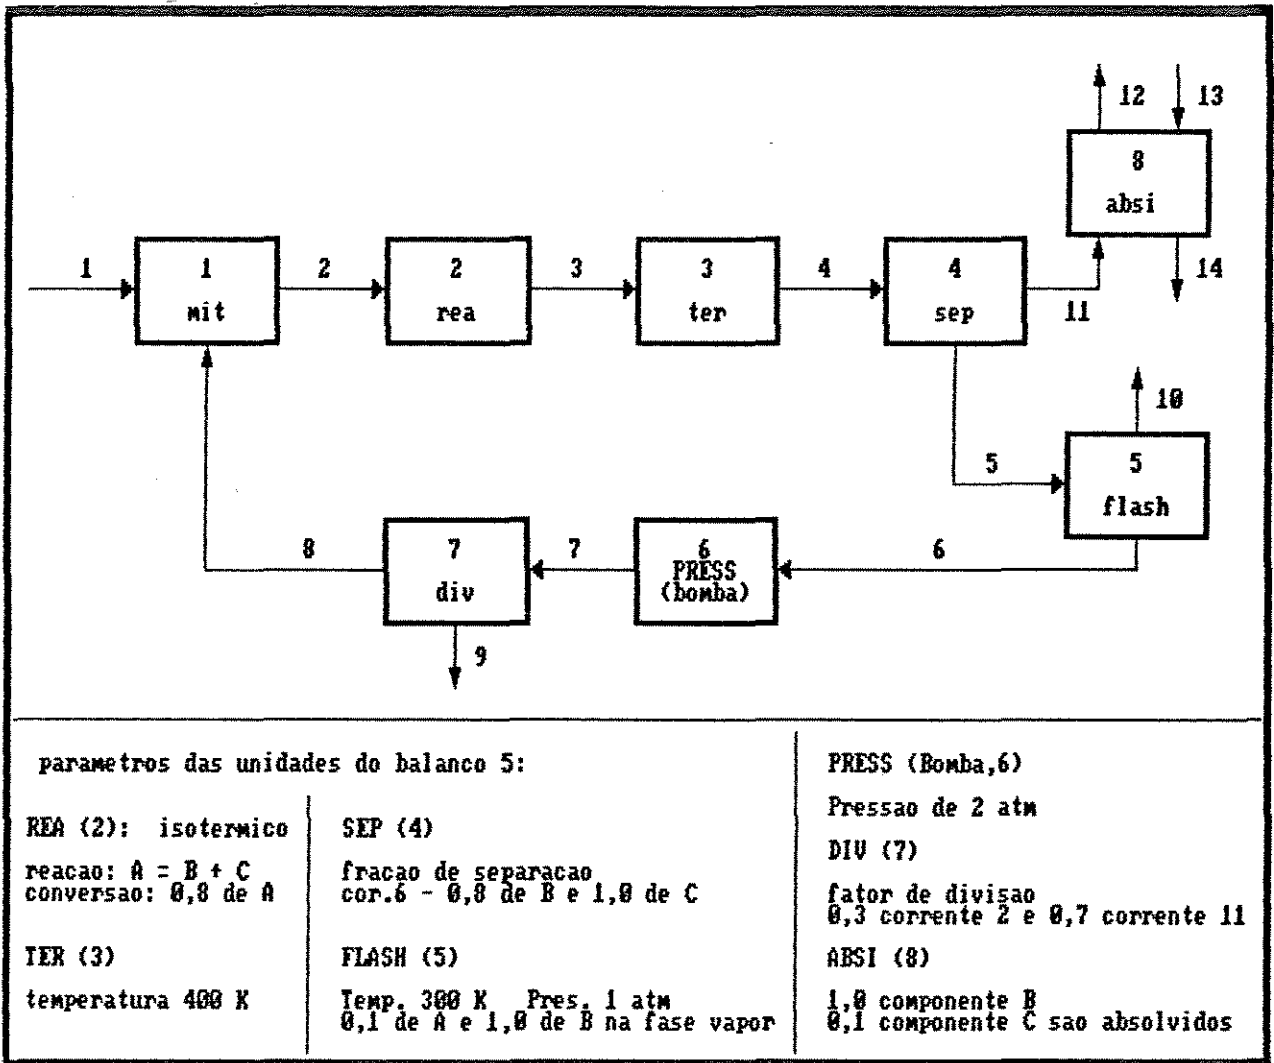 12
13
8
absi
14
1
1
mit
2
2
rea
3
3
ter
4
4
sep
11
10
5
5
flash
8
7
div
7
6
PRESS
(bomba)
6
9
parametros das unidades do balanco 5:
REA (2): isotermico
reacao: A = B + C
conversao: 0,8 de A
TER (3)
temperatura 400 K
SEP (4)
fracao de separacao
cor.6 - 0,8 de B e 1,0 de C
FLASH (5)
Temp. 300 K Pres. 1 atm
0,1 de A e 1,0 de B na fase vapor
PRESS (Bomba,6)
Pressao de 2 atm
DIV (7)
fator de divisao
0,3 corrente 2 e 0,7 corrente 11
ABSI (8)
1,0 componente B
0,1 componente C sao absolvidos